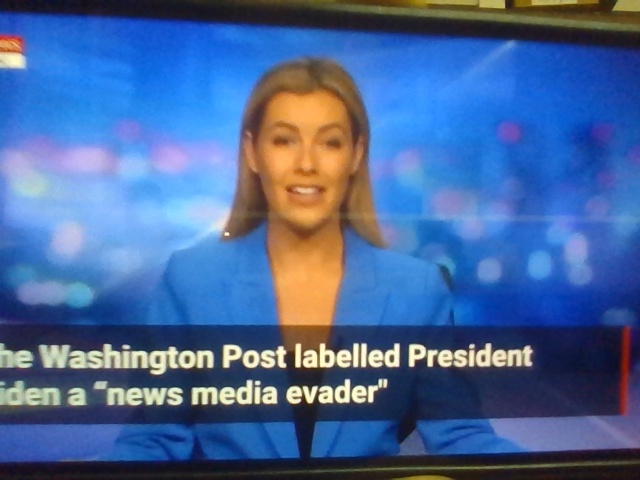 he Washington Post labelled President
iden a “news media evader"